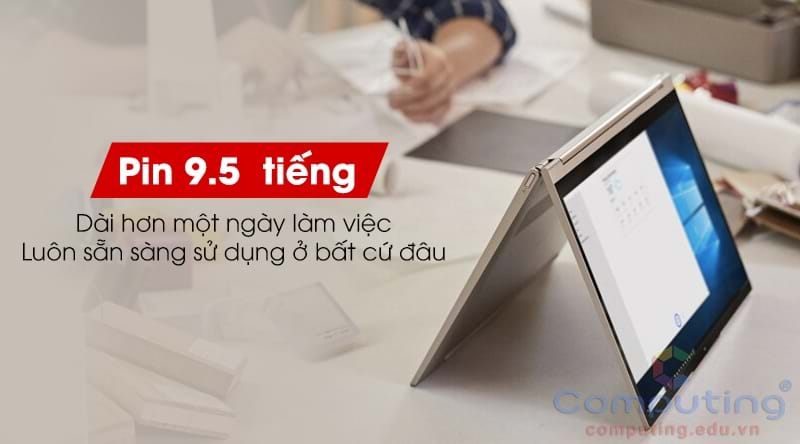 Pin 9.5 tiếng
Dài hơn một ngày làm việc
Luôn sẵn sàng sử dụng ở bất cứ đâu
Computing®
computing.edu.vn